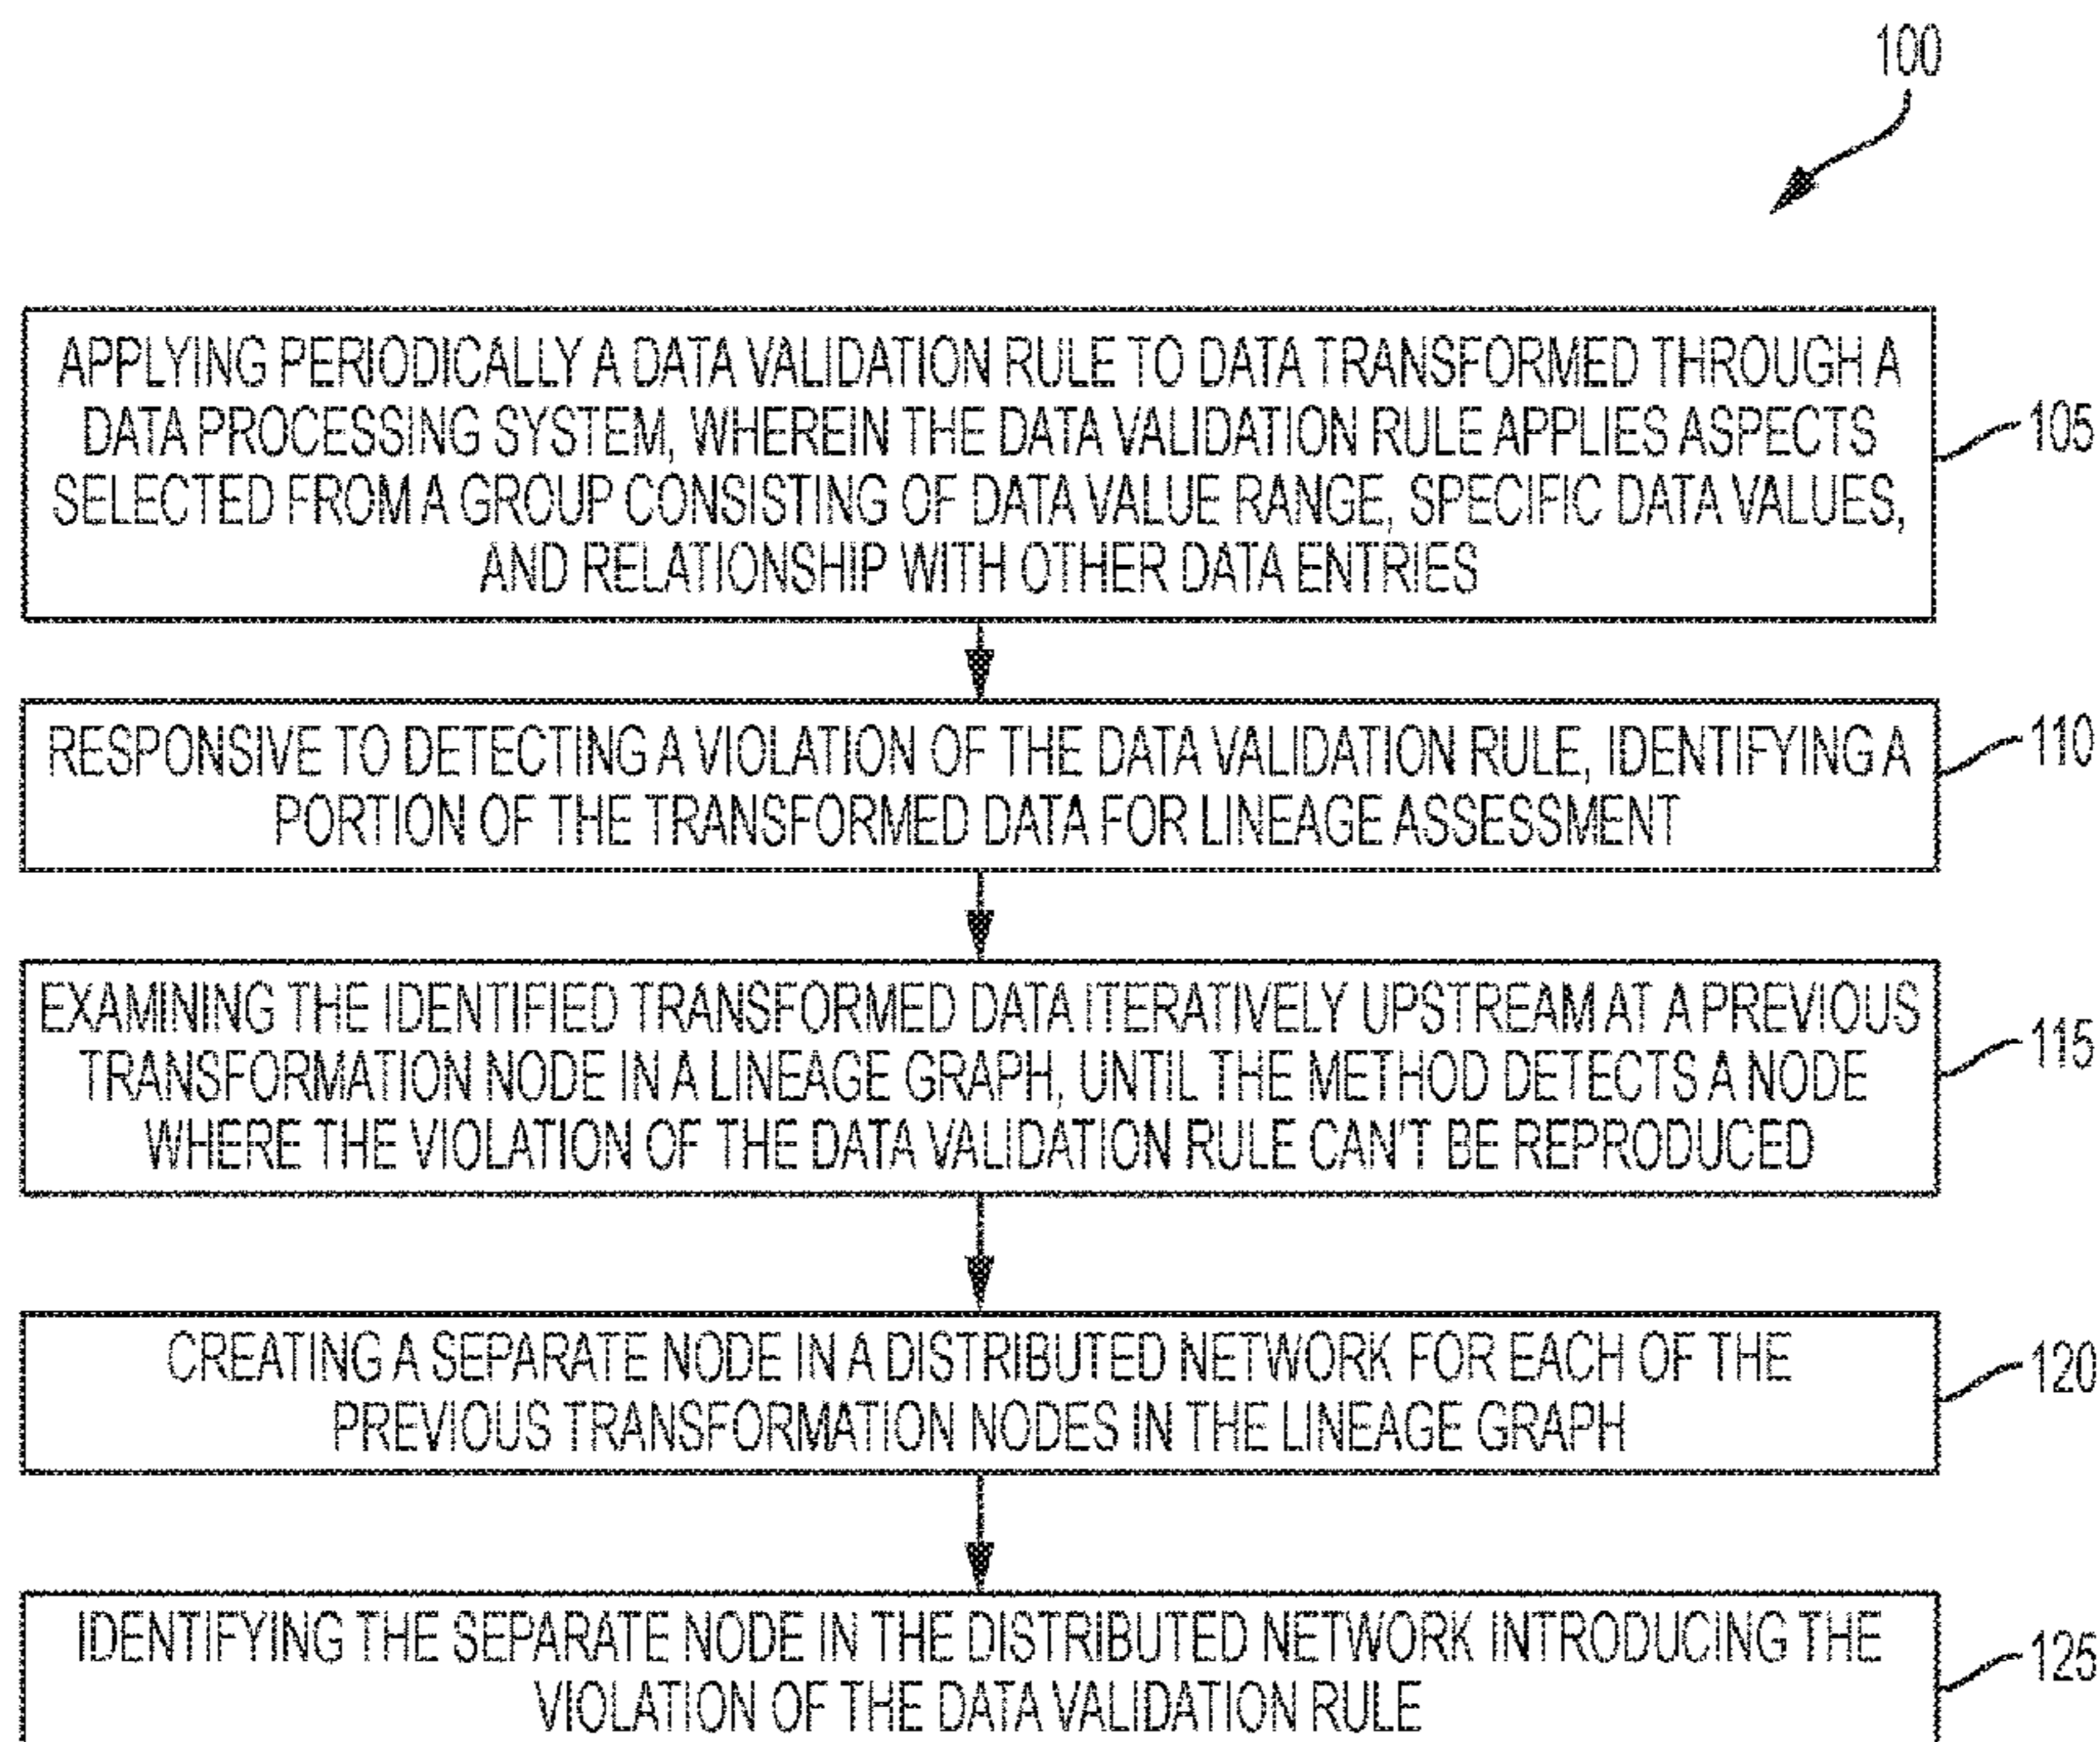 100
APPLYING PERIODICALLY A DATA VALIDATION RULE TO DATA TRANSFORMED THROUGH A
DATA PROCESSING SYSTEM, WHEREIN THE DATA VALIDATION RULE APPLIES ASPECTS
SELECTED FROM A GROUP CONSISTING OF DATA VALUE RANGE, SPECIFIC DATA VALUES,
AND RELATIONSHIP WITH OTHER DATA ENTRIES
105
RESPONSIVE TO DETECTING A VIOLATION OF THE DATA VALIDATION RULE, IDENTIFYING A
PORTION OF THE TRANSFORMED DATA FOR LINEAGE ASSESSMENT
110
EXAMINING THE IDENTIFIED TRANSFORMED DATA ITERATIVELY UPSTREAM AT A PREVIOUS
TRANSFORMATION NODE IN A LINEAGE GRAPH, UNTIL THE METHOD DETECTS A NODE
WHERE THE VIOLATION OF THE DATA VALIDATION RULE CAN'T BE REPRODUCED
115
CREATING A SEPARATE NODE IN A DISTRIBUTED NETWORK FOR EACH OF THE
PREVIOUS TRANSFORMATION NODES IN THE LINEAGE GRAPH
120
IDENTIFYING THE SEPARATE NODE IN THE DISTRIBUTED NETWORK INTRODUCING THE
VIOLATION OF THE DATA VALIDATION RULE
125